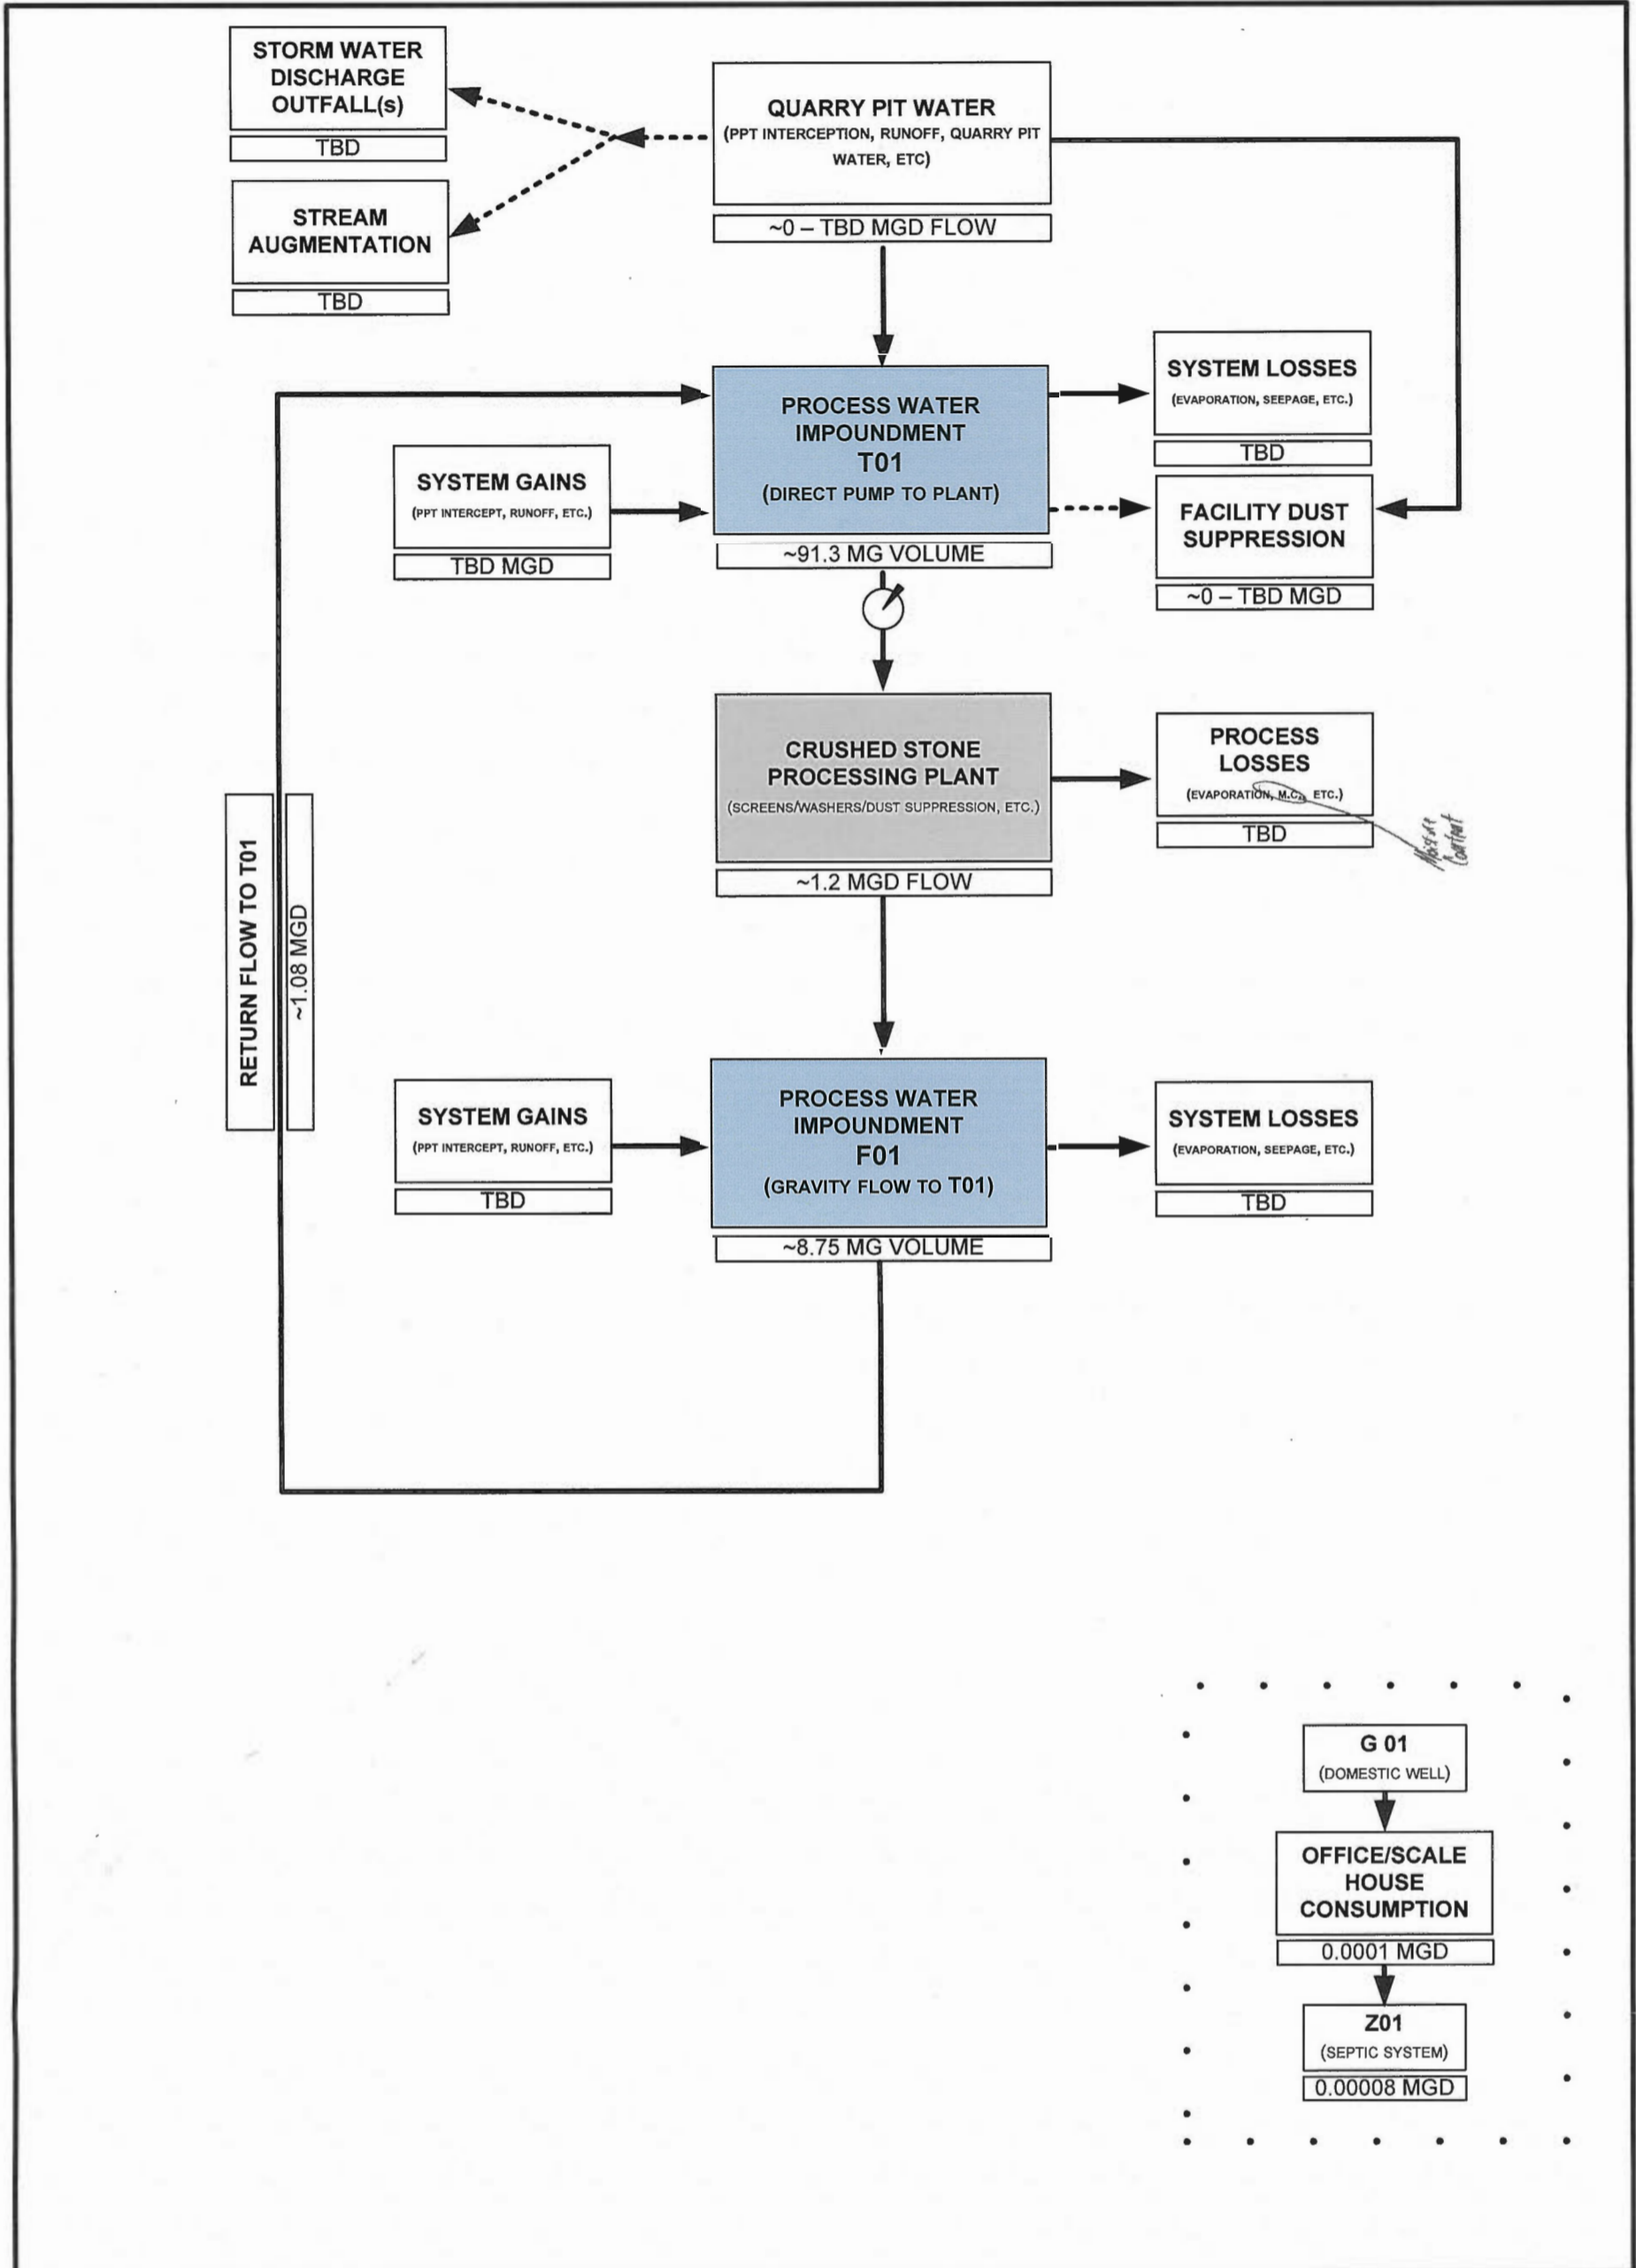 STORM WATER
DISCHARGE
OUTFALL(s)
TBD
STREAM
AUGMENTATION
TBD
QUARRY PIT WATER
(PPT INTERCEPTION, RUNOFF, QUARRY PIT
WATER, ETC)
~0 – TBD MGD FLOW
PROCESS WATER
IMPOUNDMENT
T01
(DIRECT PUMP TO PLANT)
~91.3 MG VOLUME
SYSTEM LOSSES
(EVAPORATION, SEEPAGE, ETC.)
TBD
SYSTEM GAINS
(PPT INTERCEPT, RUNOFF, ETC.)
TBD MGD
FACILITY DUST
SUPPRESSION
~0 – TBD MGD
CRUSHED STONE
PROCESSING PLANT
(SCREENS/WASHERS/DUST SUPPRESSION, ETC.)
~1.2 MGD FLOW
PROCESS
LOSSES
(EVAPORATION, M.C., ETC.)
TBD
Moisture
Content
RETURN FLOW TO T01
~1.08 MGD
SYSTEM GAINS
(PPT INTERCEPT, RUNOFF, ETC.)
TBD
PROCESS WATER
IMPOUNDMENT
F01
(GRAVITY FLOW TO T01)
~8.75 MG VOLUME
SYSTEM LOSSES
(EVAPORATION, SEEPAGE, ETC.)
TBD
G 01
(DOMESTIC WELL)
OFFICE/SCALE
HOUSE
CONSUMPTION
0.0001 MGD
Z01
(SEPTIC SYSTEM)
0.00008 MGD